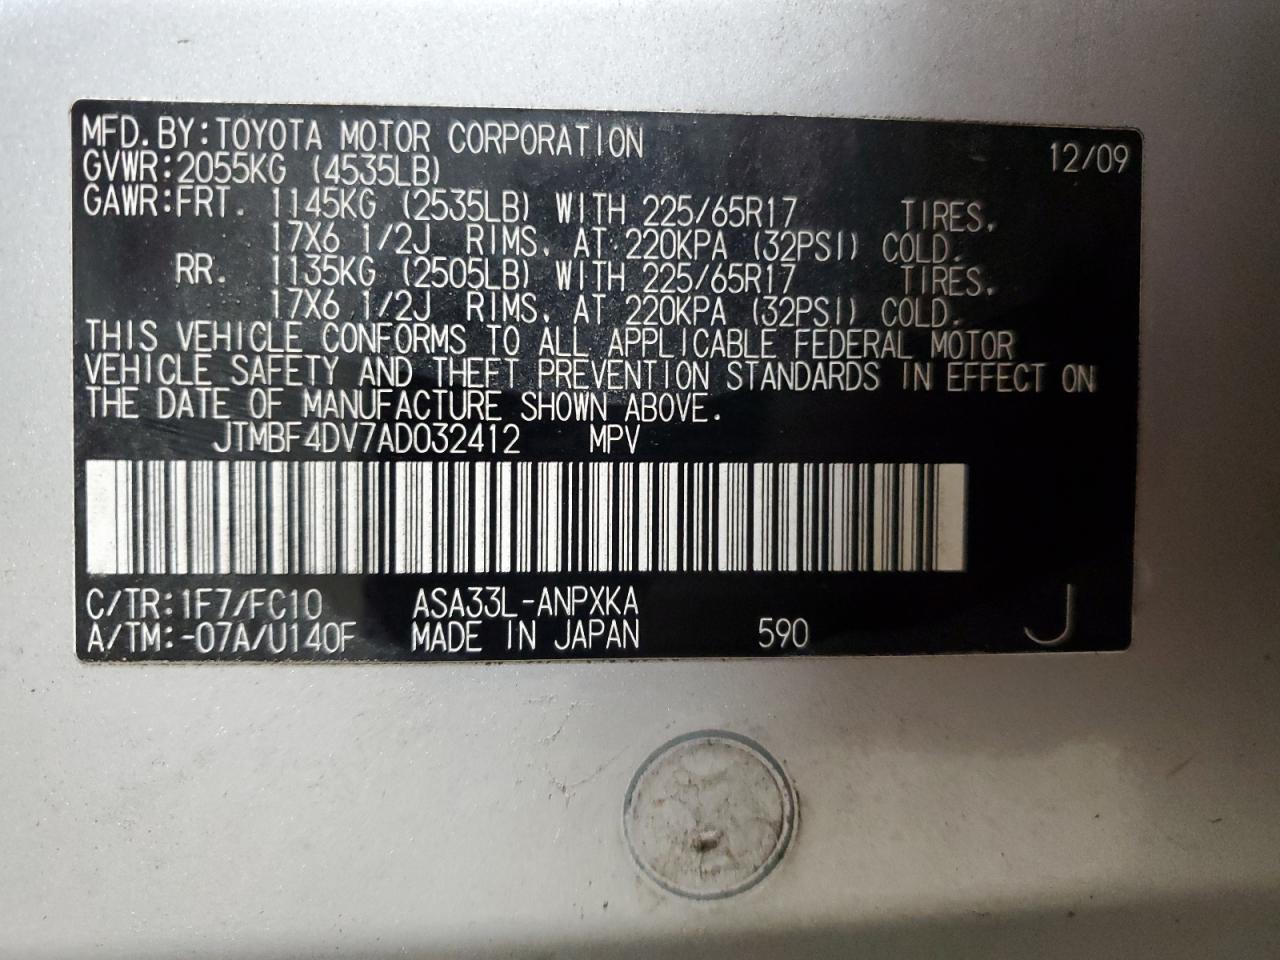 MFD.BY:TOYOTA MOTOR CORPORATION 12/09
GVWR:2055KG (4535LB)
GAWR:FRT. 1145KG (2535LB) WITH 225/65R17 TIRES,
17X6 1/2J RIMS, AT 220KPA (32PSI) COLD.
RR. 1135KG (2505LB) WITH 225/65R17 TIRES,
17X6 1/2J RIMS, AT 220KPA (32PSI) COLD.
THIS VEHICLE CONFORMS TO ALL APPLICABLE FEDERAL MOTOR
VEHICLE SAFETY AND THEFT PREVENTION STANDARDS IN EFFECT ON
THE DATE OF MANUFACTURE SHOWN ABOVE.
JTMBF4DV7AD032412 MPV
C/TR:1F7/FC10 ASA33L-ANPXKA
A/TM:-07A/U140F MADE IN JAPAN 590 J